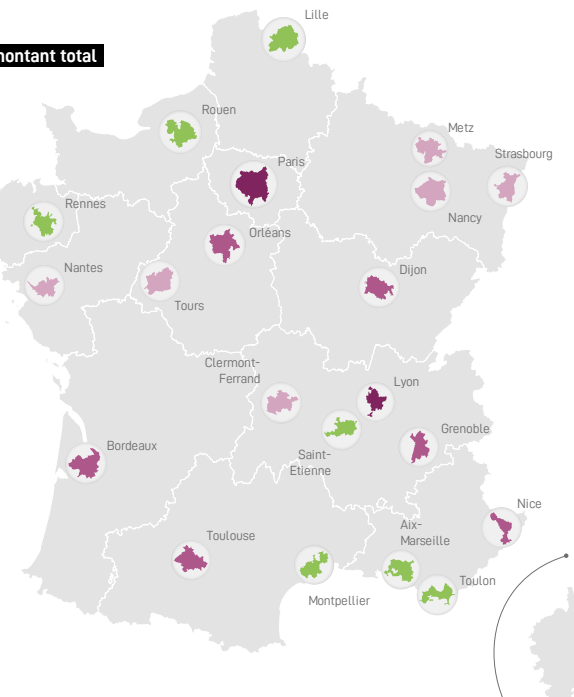 Lille
montant total
Rouen
Metz
Strasbourg
Paris
Rennes
Nancy
Orléans
Nantes
Dijon
Tours
Clermont-
Ferrand
Lyon
Grenoble
Bordeaux
Saint-
Etienne
Nice
Aix-
Marseille
Toulouse
Toulon
Montpellier